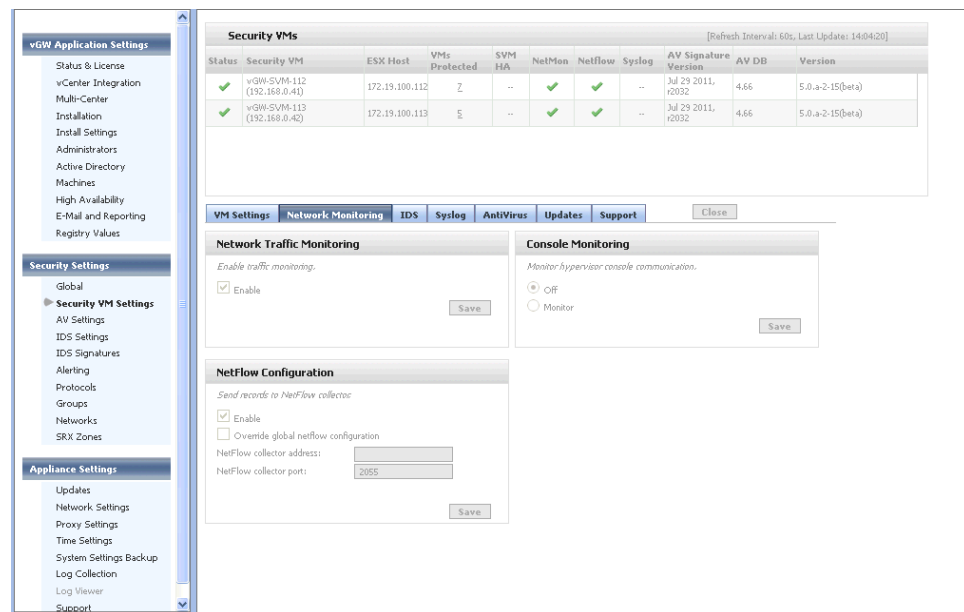 vGW Application Settings
Status & License
vCenter Integration
Multi-Center
Installation
Install Settings
Administrators
Active Directory
Machines
High Availability
E-Mail and Reporting
Registry Values
Security Settings
Global
Security VM Settings
AV Settings
IDS Settings
IDS Signatures
Alerting
Protocols
Groups
Networks
SRX Zones
Appliance Settings
Updates
Network Settings
Proxy Settings
Time Settings
System Settings Backup
Log Collection
Log Viewer
Support
Security VMs [Refresh Interval: 60s, Last Update: 14:04:20]
Status Security VM ESX Host VMs Protected SVM HA NetMon Netflow Syslog AV Signature Version AV DB Version
vGW-SVM-112 (192.168.0.41) 172.19.100.112 7 -- -- Jul 29 2011, r2032 4.66 5.0.a-2-15(beta)
vGW-SVM-113 (192.168.0.42) 172.19.100.113 5 -- -- Jul 29 2011, r2032 4.66 5.0.a-2-15(beta)
VM Settings Network Monitoring IDS Syslog AntiVirus Updates Support Close
Network Traffic Monitoring
Enable traffic monitoring.
Enable
Save
Console Monitoring
Monitor hypervisor console communication.
Off
Monitor
Save
NetFlow Configuration
Send records to NetFlow collector
Enable
Override global netflow configuration
NetFlow collector address:
NetFlow collector port: 2055
Save